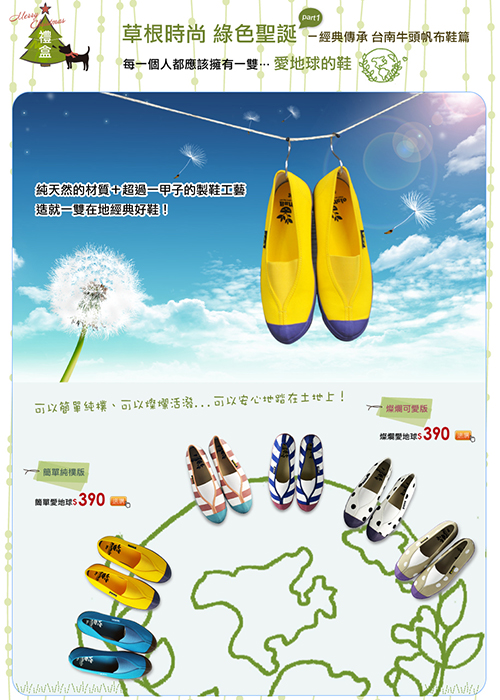 Merry Christmas
禮盒
草根時尚 綠色聖誕 part1 －經典傳承 台南牛頭帆布鞋篇
每一個人都應該擁有一雙… 愛地球的鞋
純天然的材質＋超過一甲子的製鞋工藝
造就一雙在地經典好鞋！
可以簡單純樸、可以燦爛活潑...可以安心地踏在土地上！
燦爛可愛版
燦爛愛地球$390
簡單純樸版
簡單愛地球$390